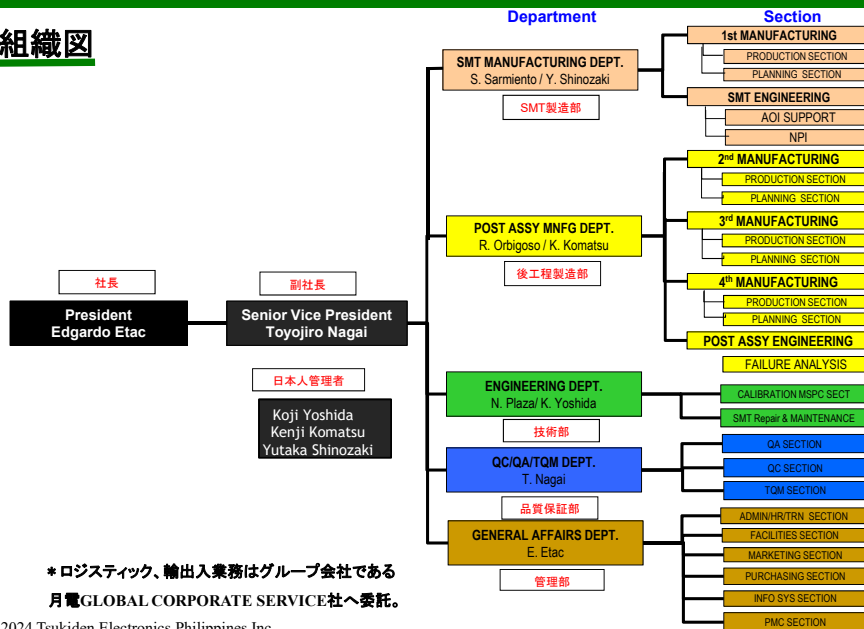 組織図
Department
Section
社長
President
Edgardo Etac
副社長
Senior Vice President
Toyojiro Nagai
日本人管理者
Koji Yoshida
Kenji Komatsu
Yutaka Shinozaki
SMT MANUFACTURING DEPT.
S. Sarmiento / Y. Shinozaki
SMT製造部
1st MANUFACTURING
PRODUCTION SECTION
PLANNING SECTION
SMT ENGINEERING
AOI SUPPORT
NPI
POST ASSY MNFG DEPT.
R. Orbigoso / K. Komatsu
後工程製造部
2nd MANUFACTURING
PRODUCTION SECTION
PLANNING SECTION
3rd MANUFACTURING
PRODUCTION SECTION
PLANNING SECTION
4th MANUFACTURING
PRODUCTION SECTION
PLANNING SECTION
POST ASSY ENGINEERING
FAILURE ANALYSIS
ENGINEERING DEPT.
N. Plaza/ K. Yoshida
技術部
CALIBRATION MSPC SECT
SMT Repair & MAINTENANCE
QC/QA/TQM DEPT.
T. Nagai
品質保証部
QA SECTION
QC SECTION
TQM SECTION
GENERAL AFFAIRS DEPT.
E. Etac
管理部
ADMIN/HR/TRN SECTION
FACILITIES SECTION
MARKETING SECTION
PURCHASING SECTION
INFO SYS SECTION
PMC SECTION
*ロジスティック、輸出入業務はグループ会社である
月電GLOBAL CORPORATE SERVICE社へ委託。
2024 Tsukiden Electronics Philippines Inc